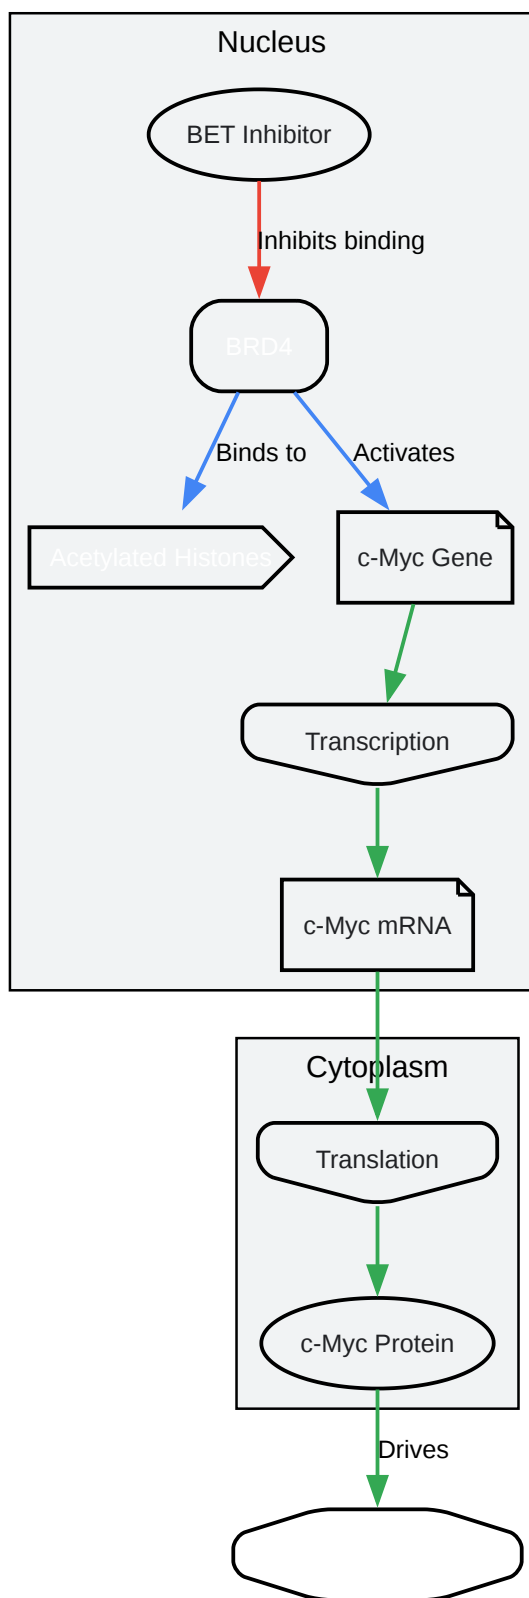 Nucleus
BET Inhibitor
Inhibits binding
BRD4
Binds to
Activates
Acetylated Histones
c-Myc Gene
Transcription
c-Myc mRNA
Cytoplasm
Translation
c-Myc Protein
Drives